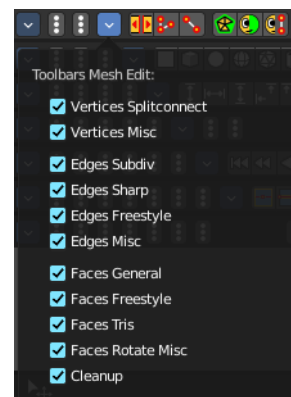 Toolbars Mesh Edit:
Vertices Splitconnect
Vertices Misc
Edges Subdiv
Edges Sharp
Edges Freestyle
Edges Misc
Faces General
Faces Freestyle
Faces Tris
Faces Rotate Misc
Cleanup